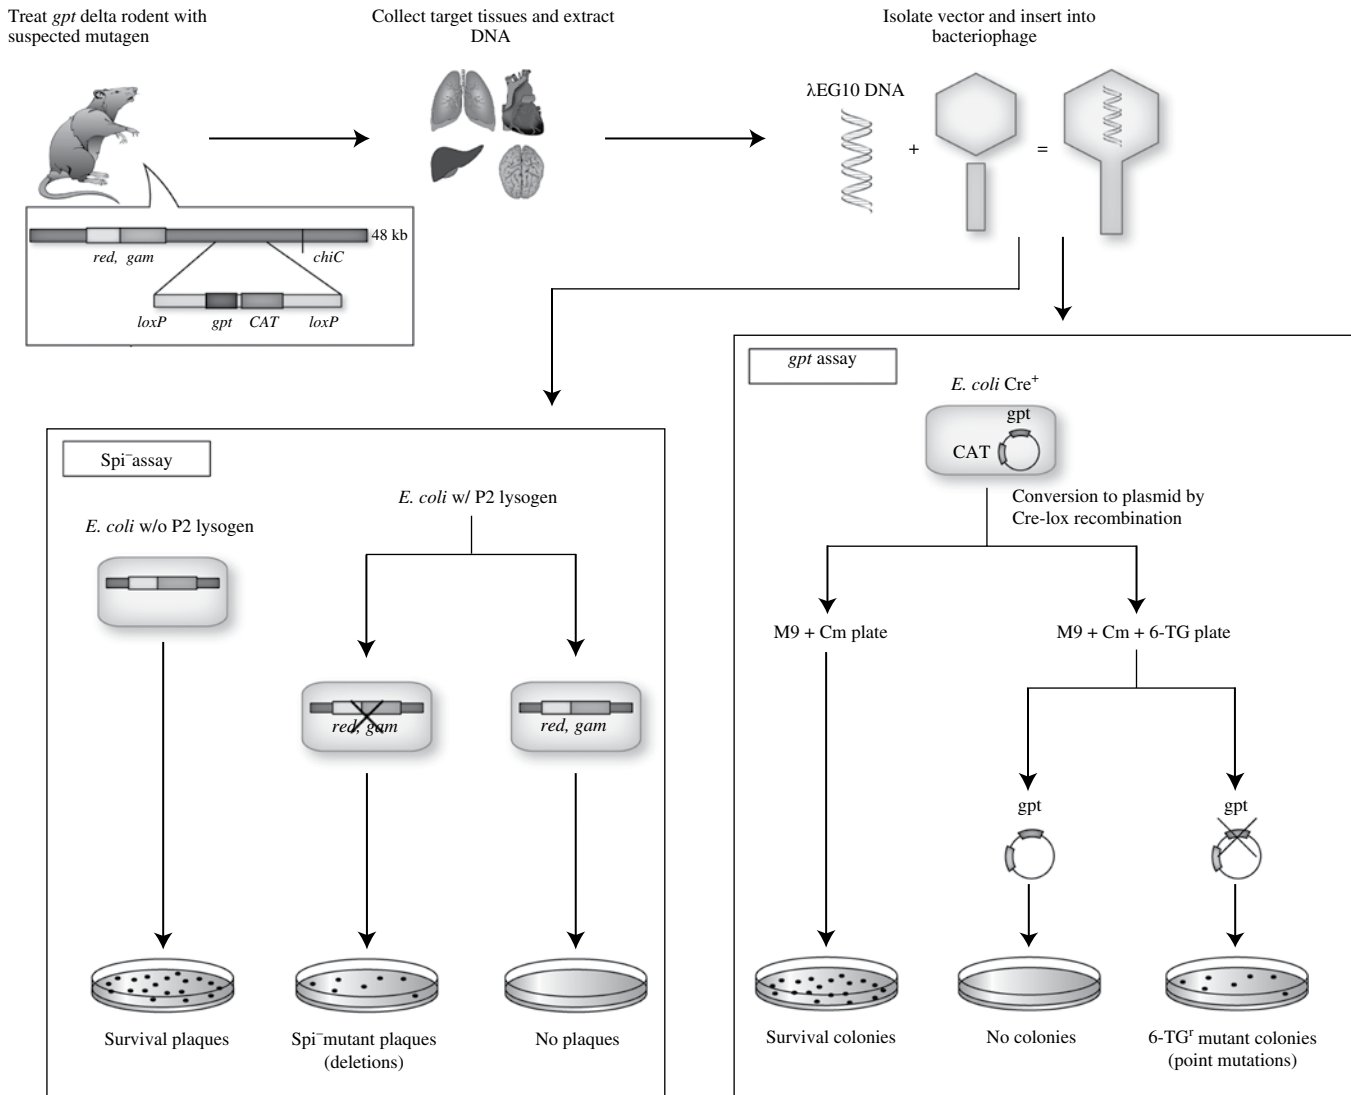 Treat gpt delta rodent with
suspected mutagen
Collect target tissues and extract
DNA
Isolate vector and insert into
bacteriophage
λEG10 DNA
+
=
48 kb
red, gam
chiC
loxP
gpt
CAT
loxP
Spi⁻assay
E. coli w/o P2 lysogen
E. coli w/ P2 lysogen
red, gam
red, gam
Survival plaques
Spi⁻mutant plaques
(deletions)
No plaques
gpt assay
E. coli Cre⁺
gpt
CAT
Conversion to plasmid by
Cre-lox recombination
M9 + Cm plate
M9 + Cm + 6-TG plate
gpt
gpt
Survival colonies
No colonies
6-TGʳ mutant colonies
(point mutations)